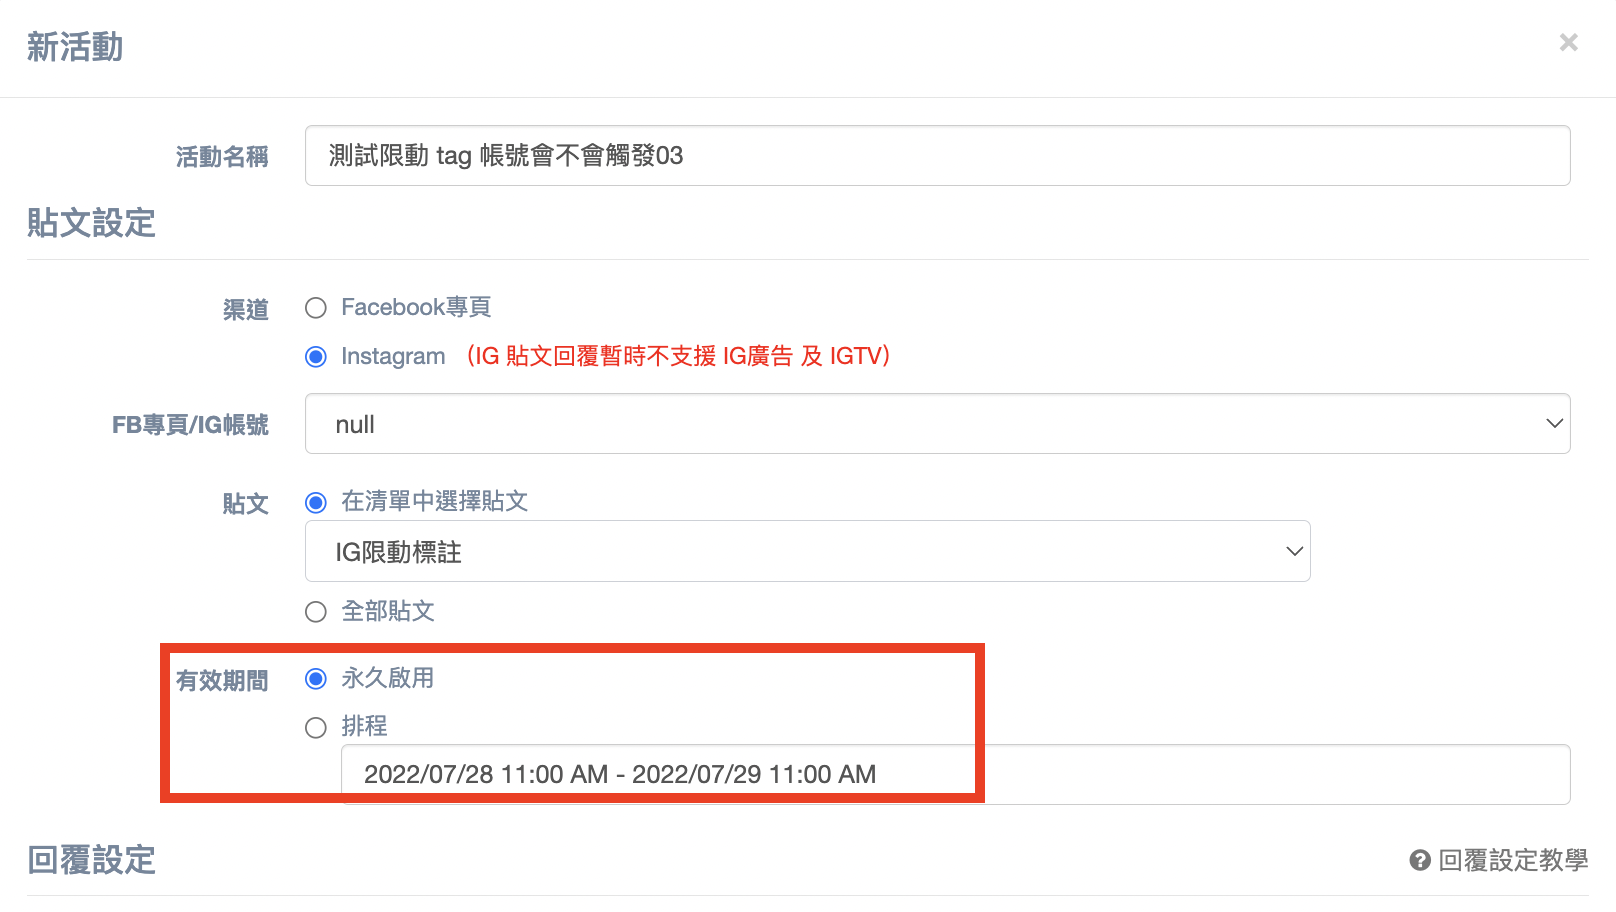 新活動
×
活動名稱 測試限動 tag 帳號會不會觸發03
貼文設定
渠道 Facebook專頁
Instagram (IG 貼文回覆暫時不支援 IG廣告 及 IGTV)
FB專頁/IG帳號 null
貼文 在清單中選擇貼文
IG限動標註
全部貼文
有效期間 永久啟用
排程
2022/07/28 11:00 AM - 2022/07/29 11:00 AM
回覆設定 ? 回覆設定教學